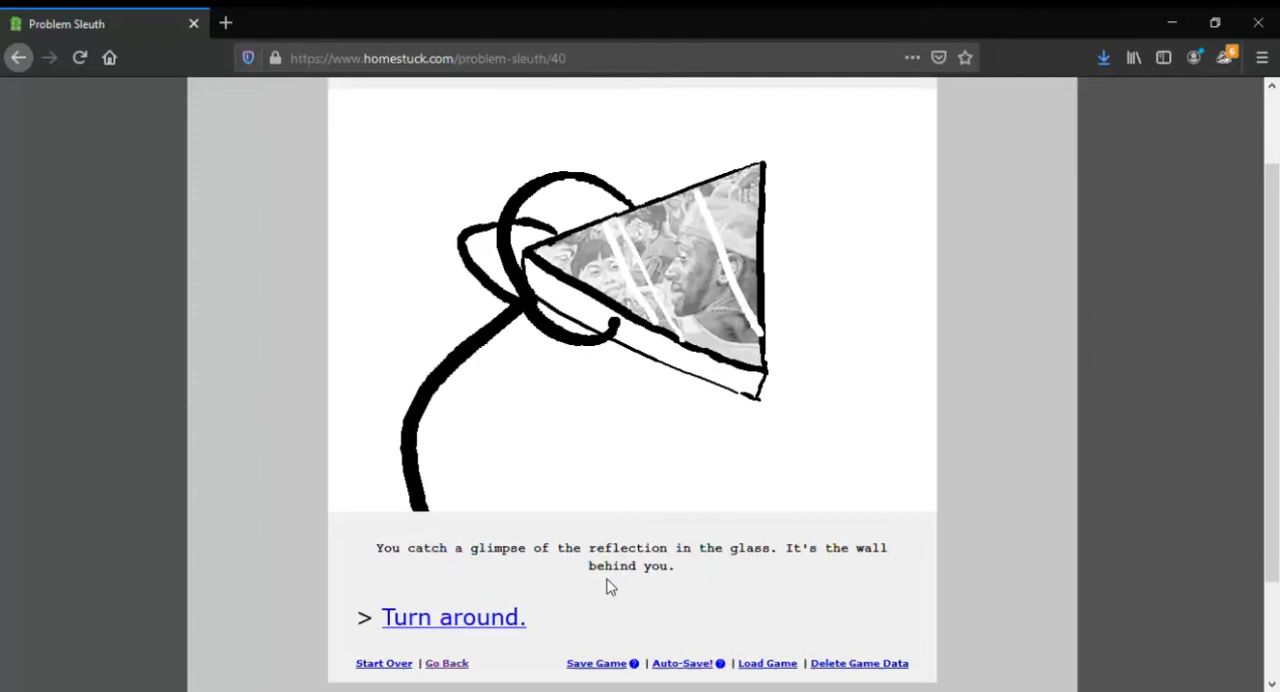 Problem Sleuth
https://www.homestuck.com/problem-sleuth/40
6
You catch a glimpse of the reflection in the glass. It's the wall
behind you.
> Turn around.
Start Over | Go Back
Save Game ? | Auto-Save! ? | Load Game | Delete Game Data